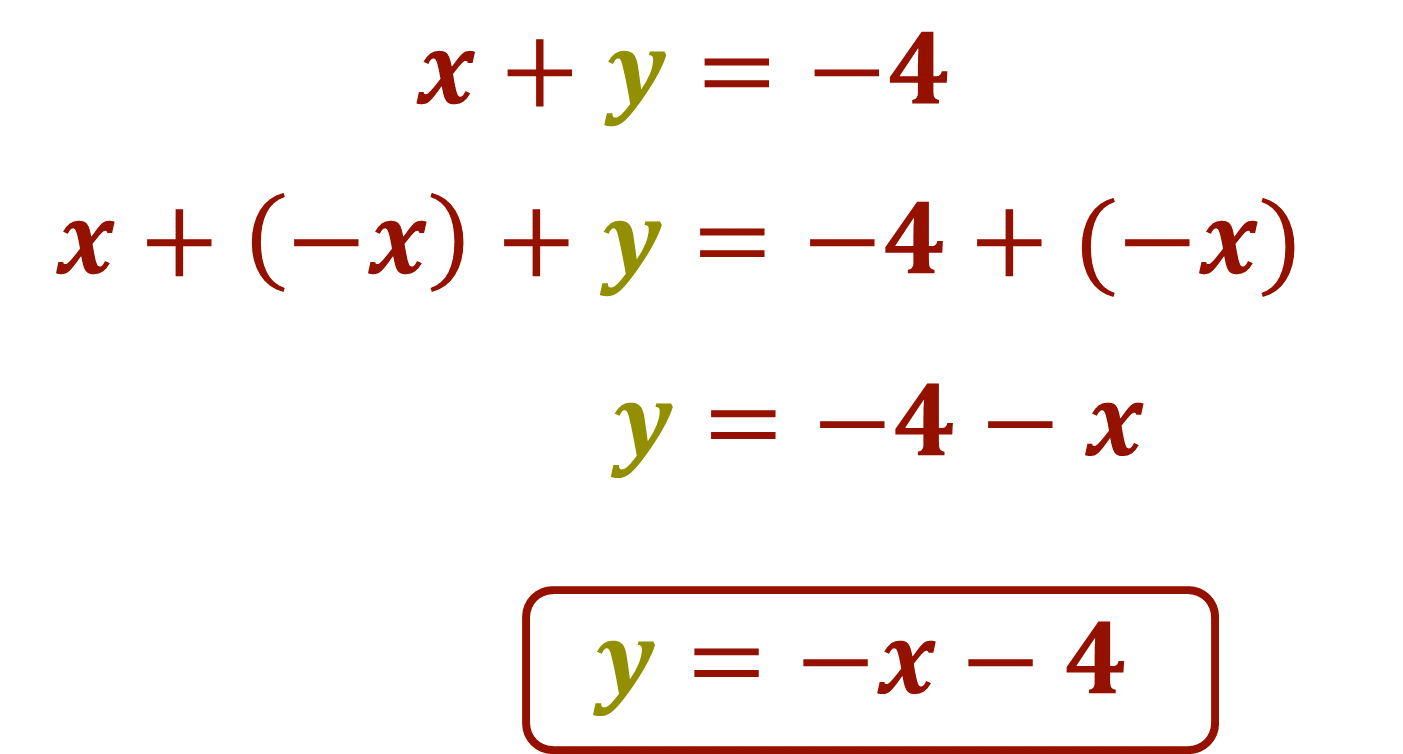 x + y = −4
x + (−x) + y = −4 + (−x)
y = −4 − x
y = −x − 4